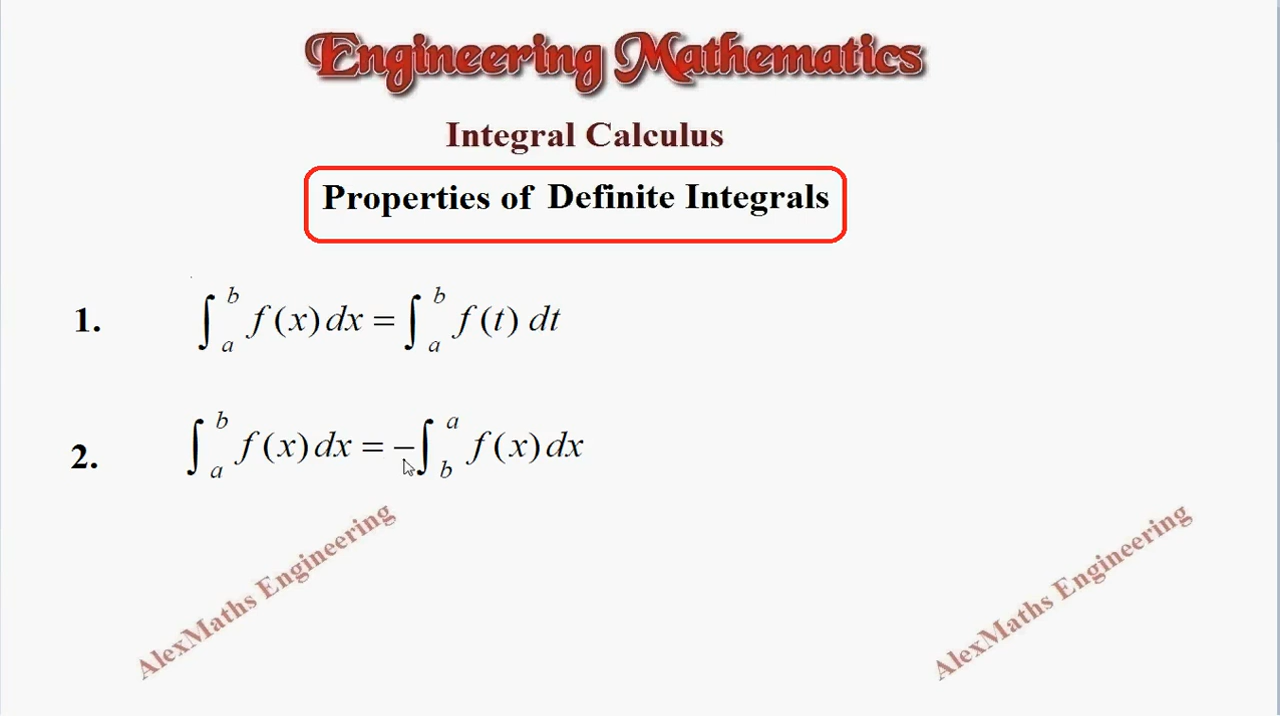 Engineering Mathematics
Integral Calculus
Properties of Definite Integrals
1. ∫_a^b f(x) dx = ∫_a^b f(t) dt
2. ∫_a^b f(x) dx = −∫_b^a f(x) dx
AlexMaths Engineering
AlexMaths Engineering